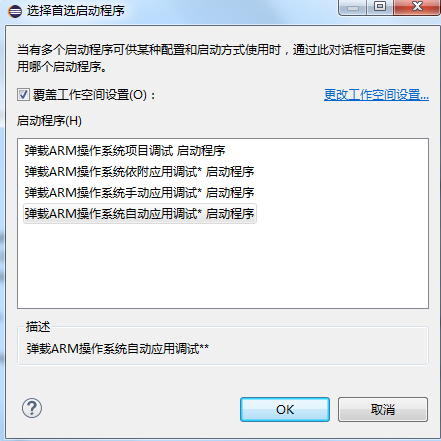 选择首选启动程序
当有多个启动程序可供某种配置和启动方式使用时，通过此对话框可指定要使
用哪个启动程序。
覆盖工作空间设置(O)：
更改工作空间设置...
启动程序(H)
弹载ARM操作系统项目调试 启动程序
弹载ARM操作系统依附应用调试* 启动程序
弹载ARM操作系统手动应用调试* 启动程序
弹载ARM操作系统自动应用调试* 启动程序
描述
弹载ARM操作系统自动应用调试**
OK
取消